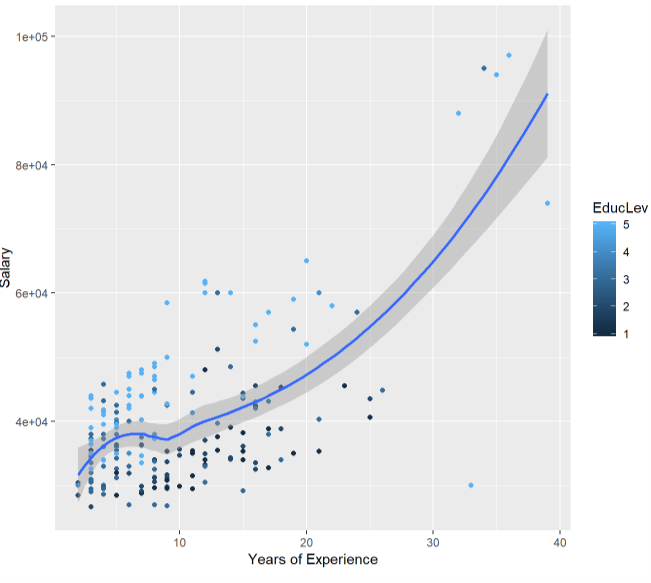 1e+05
8e+04
6e+04
4e+04
Salary
10 20 30 40
Years of Experience
EducLev
5
4
3
2
1